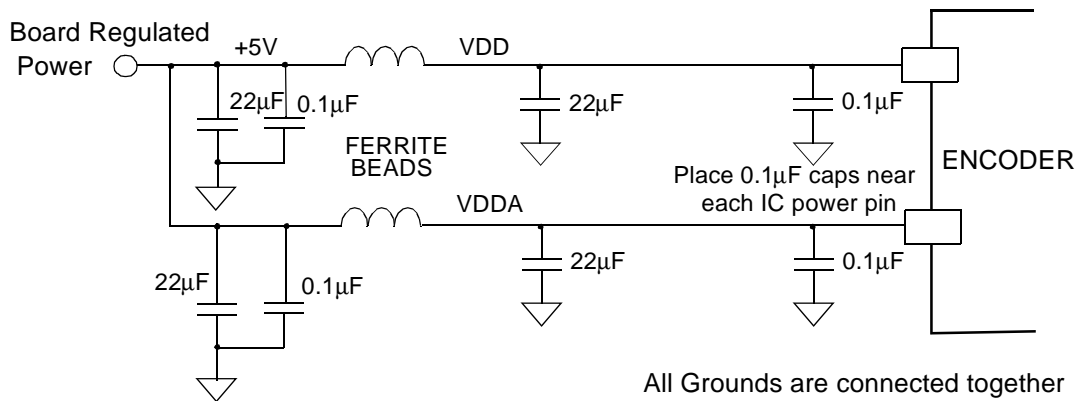 Board Regulated
Power
+5V
VDD
22μF
0.1μF
22μF
0.1μF
FERRITE
BEADS
ENCODER
Place 0.1μF caps near
each IC power pin
VDDA
22μF
0.1μF
22μF
0.1μF
All Grounds are connected together